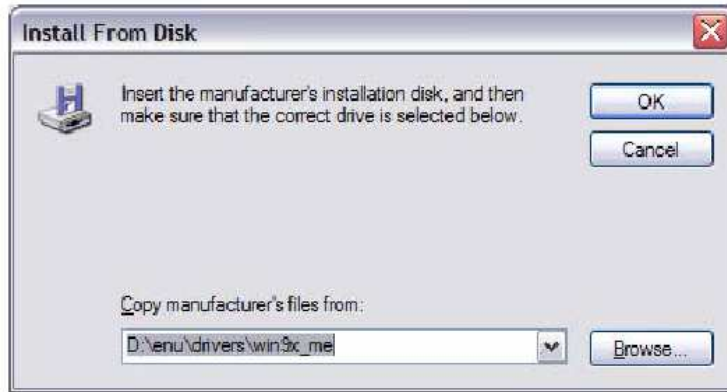 Install From Disk
Insert the manufacturer's installation disk, and then
make sure that the correct drive is selected below.
OK
Cancel
Copy manufacturer's files from:
D:\enu\drivers\win9x_me
Browse...